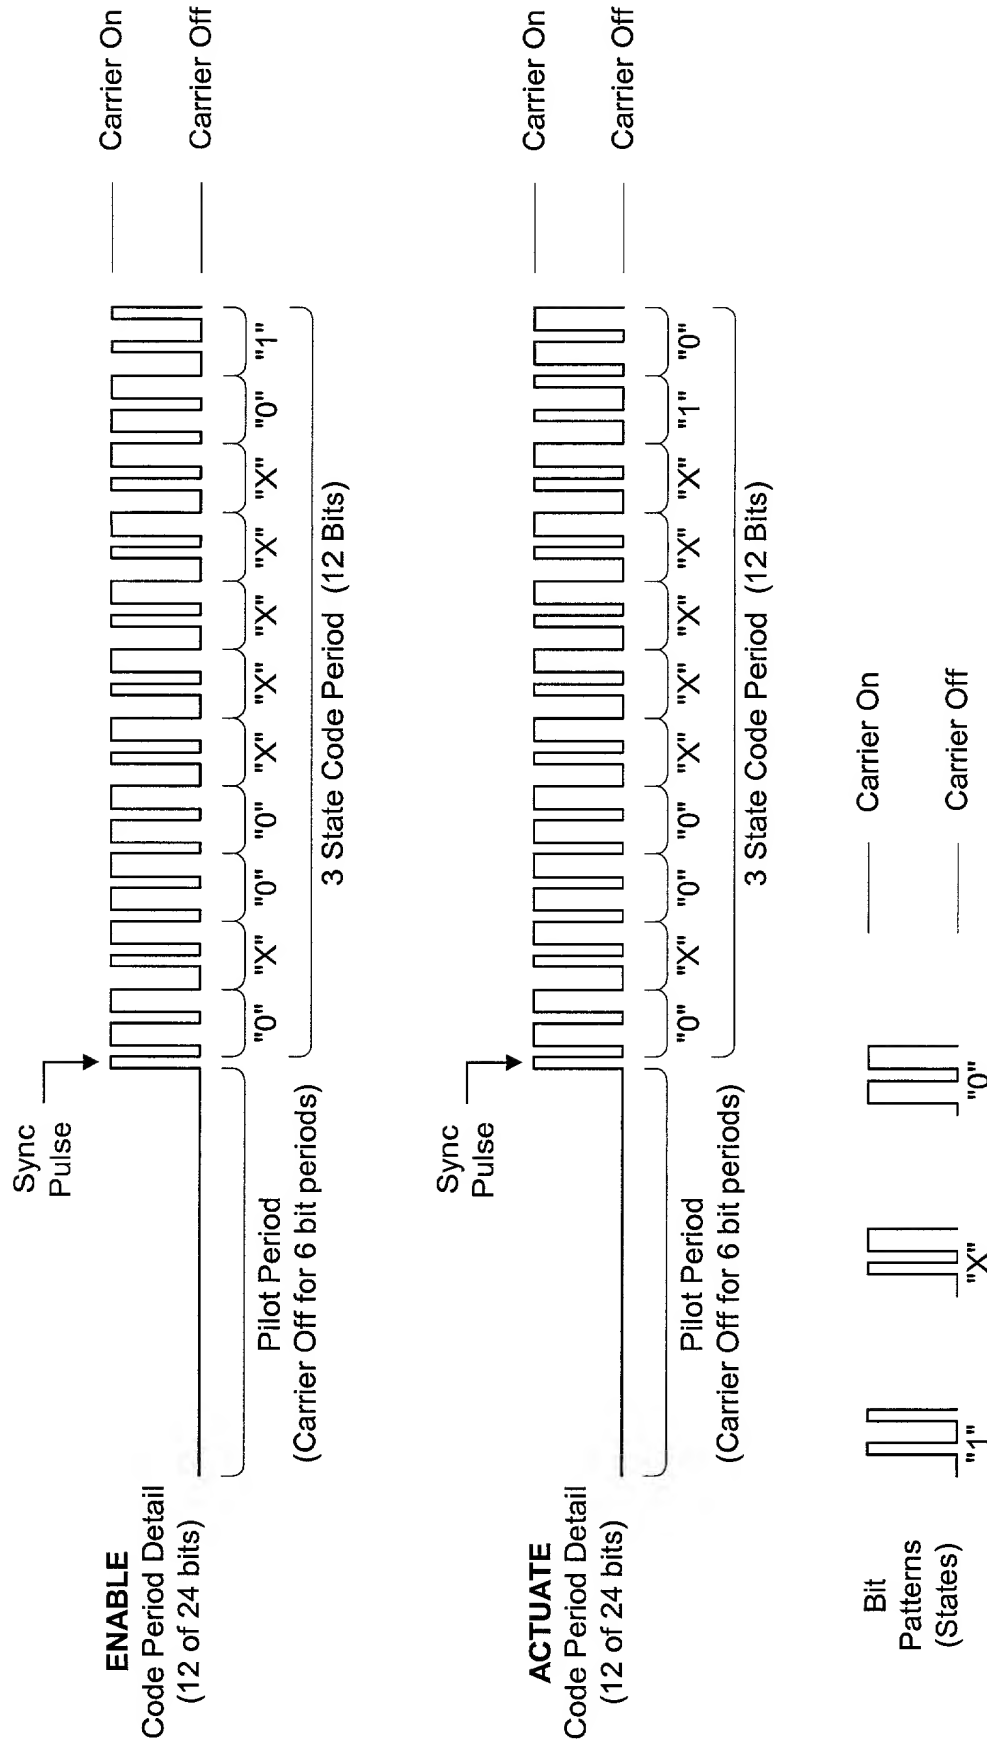 Sync
Pulse
Carrier On
Carrier Off
ENABLE
Code Period Detail
(12 of 24 bits)
"0" "X" "0" "0" "X" "X" "X" "X" "X" "0" "1"
Pilot Period
(Carrier Off for 6 bit periods)
3 State Code Period (12 Bits)
Sync
Pulse
Carrier On
Carrier Off
ACTUATE
Code Period Detail
(12 of 24 bits)
"0" "X" "0" "0" "X" "X" "X" "X" "X" "1" "0"
Pilot Period
(Carrier Off for 6 bit periods)
3 State Code Period (12 Bits)
Bit
Patterns
(States)
Carrier On
Carrier Off
"1" "X" "0"